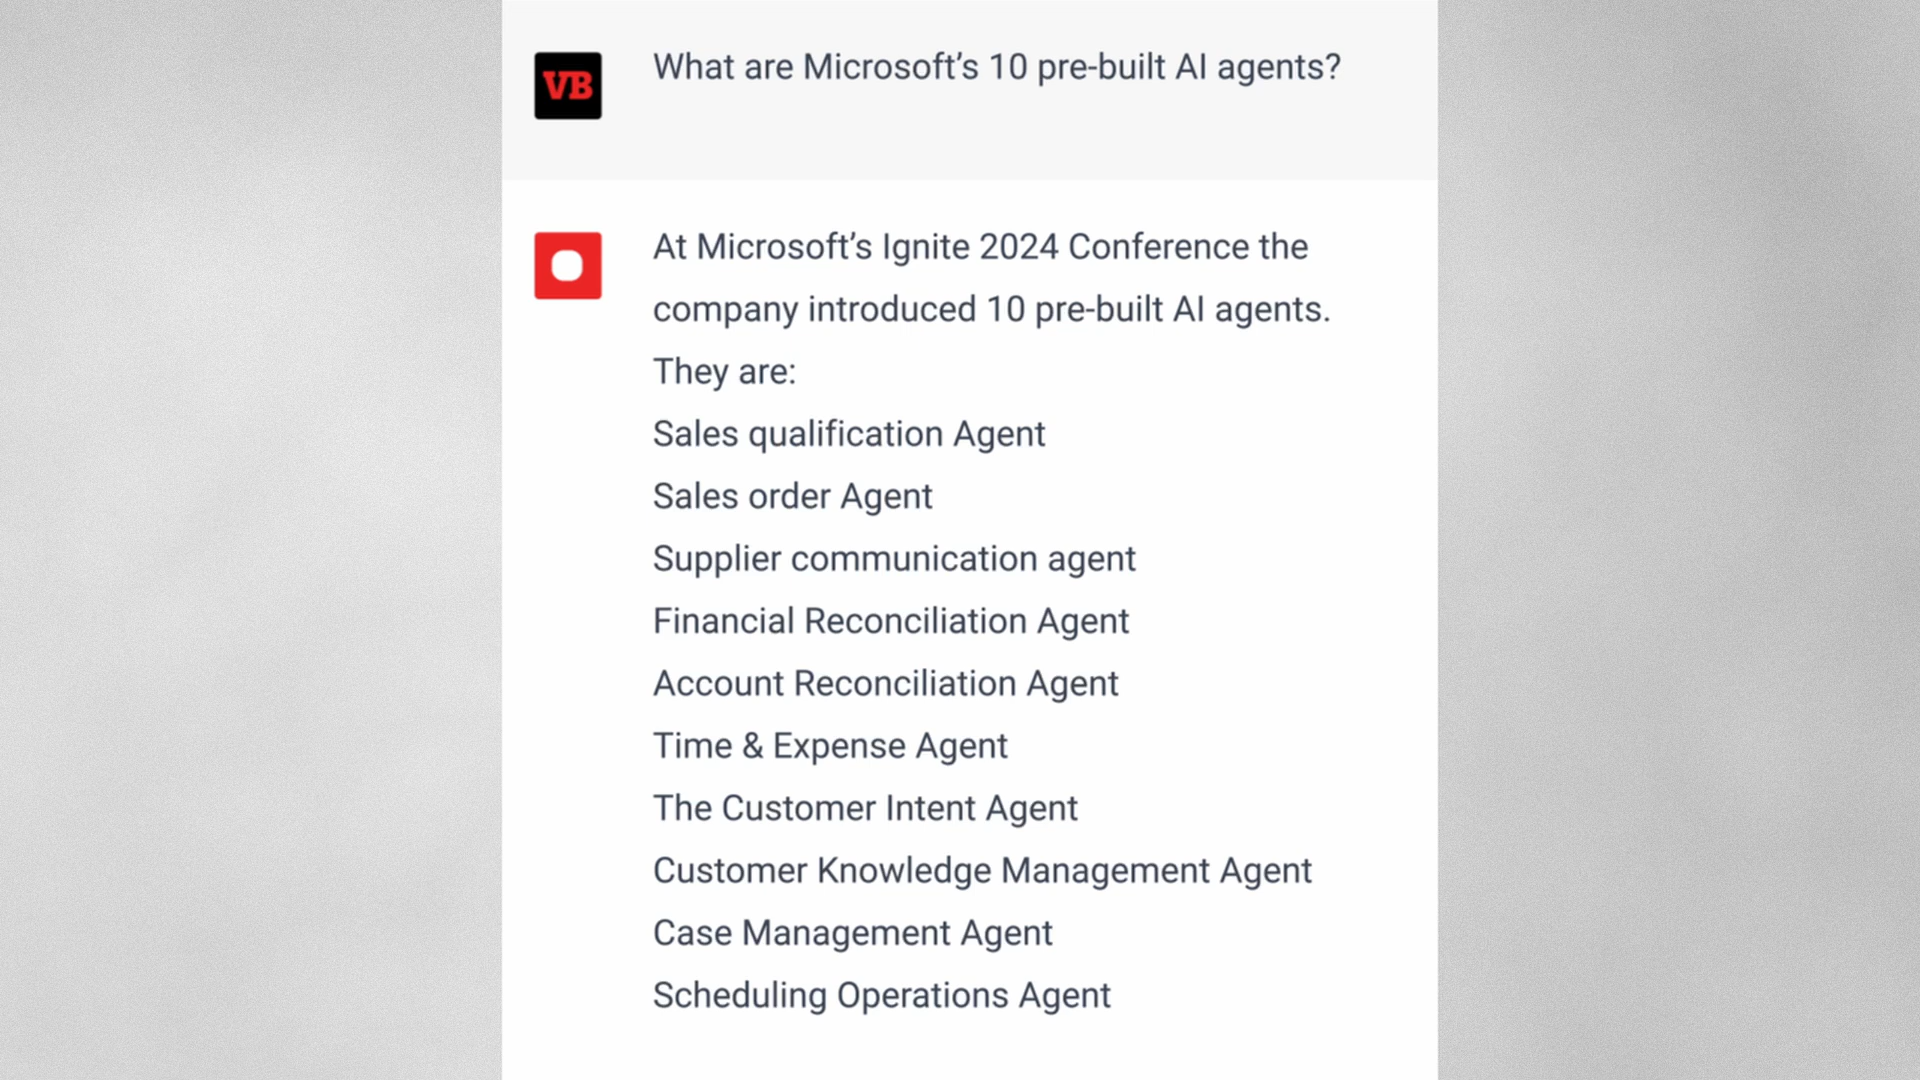 VB
What are Microsoft’s 10 pre-built AI agents?
At Microsoft’s Ignite 2024 Conference the
company introduced 10 pre-built AI agents.
They are:
Sales qualification Agent
Sales order Agent
Supplier communication agent
Financial Reconciliation Agent
Account Reconciliation Agent
Time & Expense Agent
The Customer Intent Agent
Customer Knowledge Management Agent
Case Management Agent
Scheduling Operations Agent